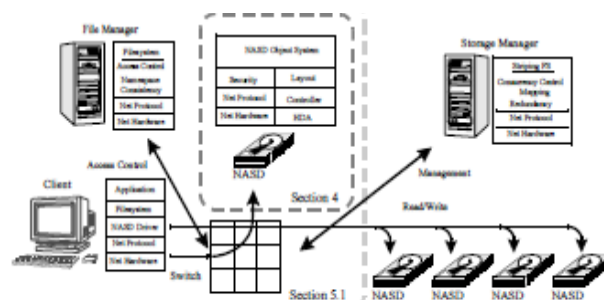 File Manager
Filesystem
Access Control
Namespace
Consistency
Net Protocol
Net Hardware
NASD Object System
Security
Layout
Net Protocol
Controller
Net Hardware
HDA
NASD
Section 4
Storage Manager
Striping FS
Concurrency Control
Mapping
Redundancy
Net Protocol
Net Hardware
Access Control
Management
Client
Application
Filesystem
NASD Driver
Net Protocol
Net Hardware
Switch
Read/Write
Section 5.1
NASD
NASD
NASD
NASD